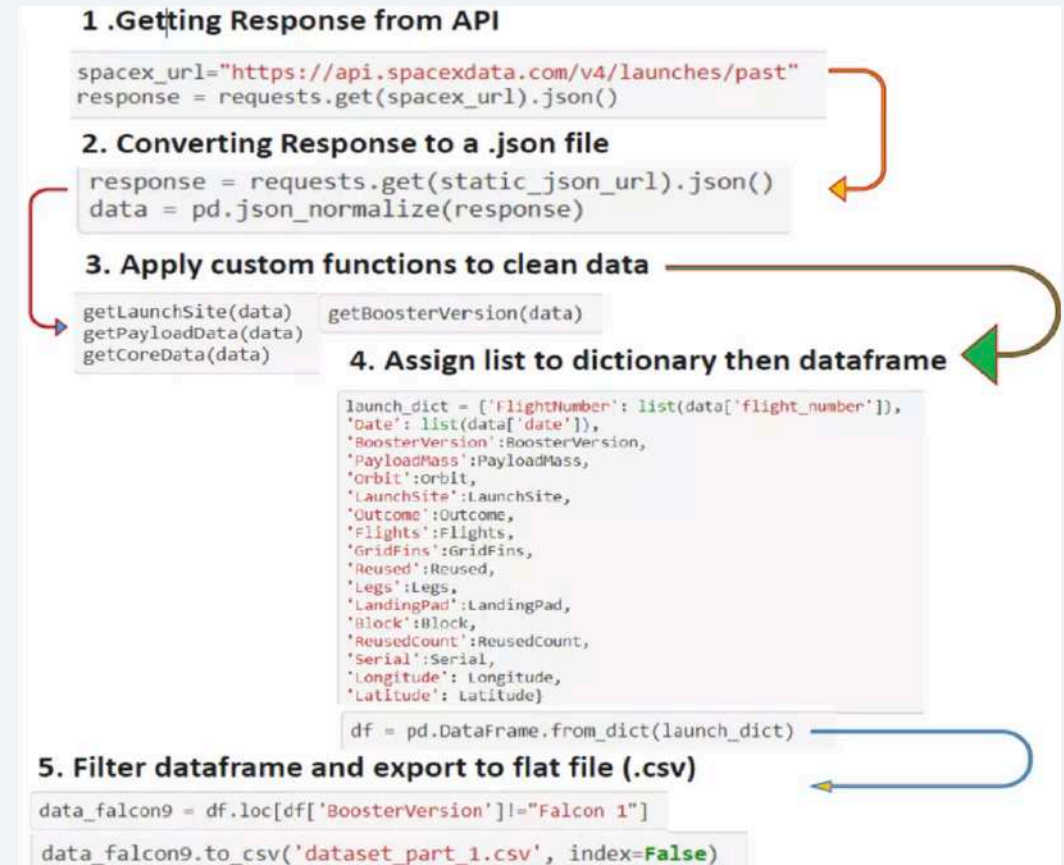 1 .Getting Response from API
spacex_url="https://api.spacexdata.com/v4/launches/past"
response = requests.get(spacex_url).json()
2. Converting Response to a .json file
response = requests.get(static_json_url).json()
data = pd.json_normalize(response)
3. Apply custom functions to clean data
getLaunchSite(data)
getPayloadData(data)
getCoreData(data)
getBoosterVersion(data)
4. Assign list to dictionary then dataframe
launch_dict = {'FlightNumber': list(data['flight_number']),
'Date': list(data['date']),
'BoosterVersion':BoosterVersion,
'PayloadMass':PayloadMass,
'Orbit':Orbit,
'LaunchSite':LaunchSite,
'Outcome':Outcome,
'Flights':Flights,
'GridFins':GridFins,
'Reused':Reused,
'Legs':Legs,
'LandingPad':LandingPad,
'Block':Block,
'ReusedCount':ReusedCount,
'Serial':Serial,
'Longitude': Longitude,
'Latitude': Latitude}
df = pd.DataFrame.from_dict(launch_dict)
5. Filter dataframe and export to flat file (.csv)
data_falcon9 = df.loc[df['BoosterVersion']!="Falcon 1"]
data_falcon9.to_csv('dataset_part_1.csv', index=False)